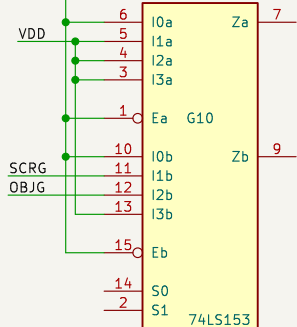 6 I0a Za 7
VDD 5 I1a
4 I2a
3 I3a
1 Ea G10
10 I0b Zb 9
SCRG 11 I1b
OBJG 12 I2b
13 I3b
15 Eb
14 S0
2 S1
74LS153